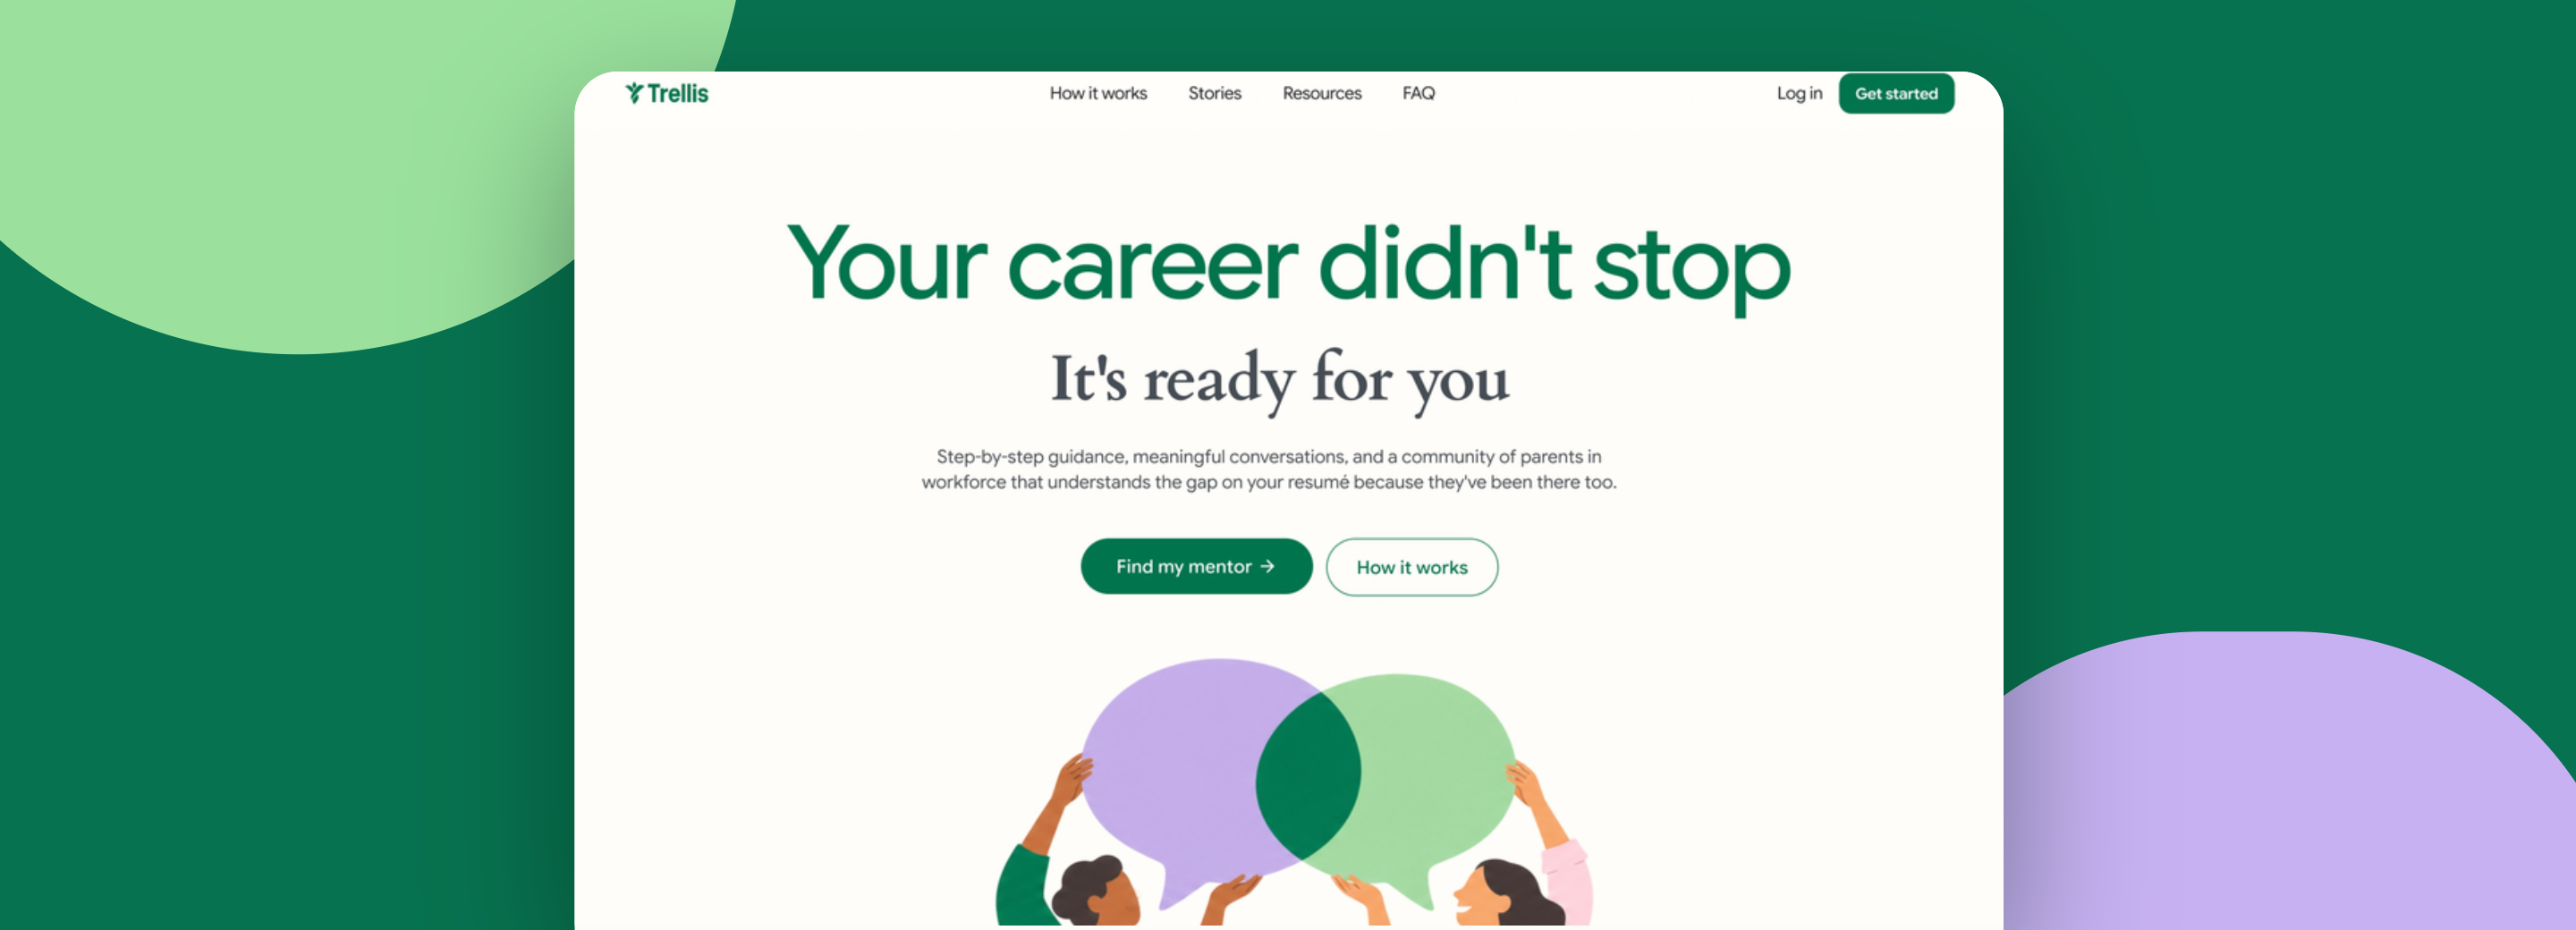 Trellis
How it works
Stories
Resources
FAQ
Log in
Get started
Your career didn't stop
It's ready for you
Step-by-step guidance, meaningful conversations, and a community of parents in
workforce that understands the gap on your resumé because they've been there too.
Find my mentor →
How it works